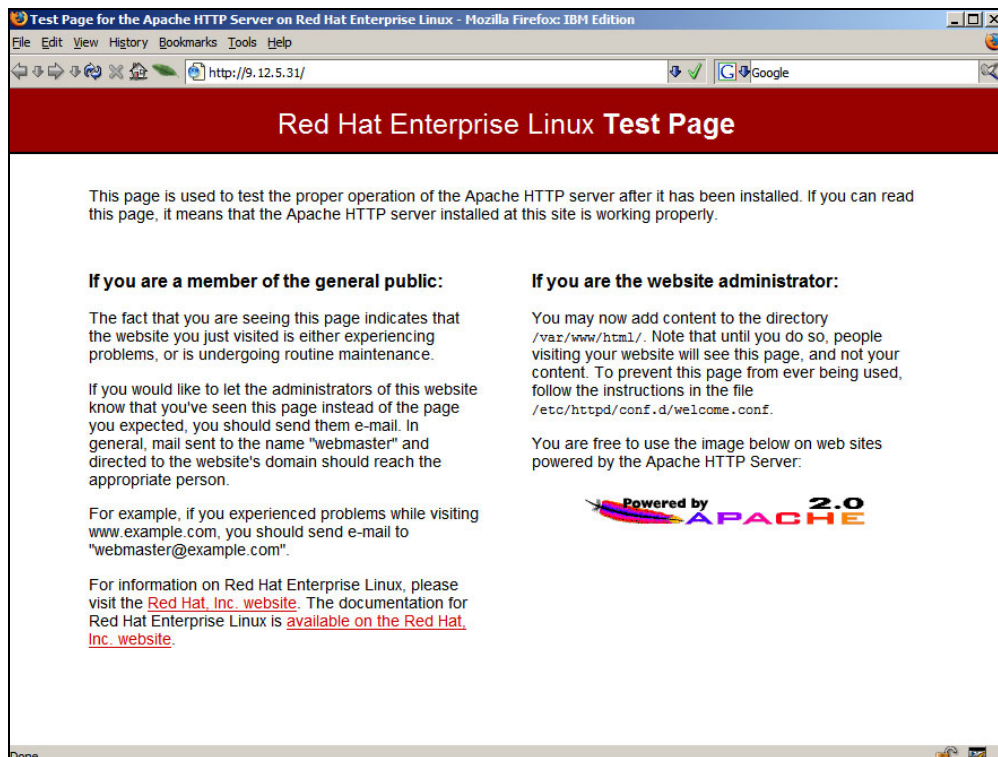 Test Page for the Apache HTTP Server on Red Hat Enterprise Linux - Mozilla Firefox: IBM Edition
File Edit View History Bookmarks Tools Help
http://9.12.5.31/
G Google
Red Hat Enterprise Linux Test Page
This page is used to test the proper operation of the Apache HTTP server after it has been installed. If you can read
this page, it means that the Apache HTTP server installed at this site is working properly.
If you are a member of the general public:
The fact that you are seeing this page indicates that
the website you just visited is either experiencing
problems, or is undergoing routine maintenance.
If you would like to let the administrators of this website
know that you've seen this page instead of the page
you expected, you should send them e-mail. In
general, mail sent to the name "webmaster" and
directed to the website's domain should reach the
appropriate person.
For example, if you experienced problems while visiting
www.example.com, you should send e-mail to
"webmaster@example.com".
For information on Red Hat Enterprise Linux, please
visit the Red Hat, Inc. website. The documentation for
Red Hat Enterprise Linux is available on the Red Hat,
Inc. website.
If you are the website administrator:
You may now add content to the directory
/var/www/html/. Note that until you do so, people
visiting your website will see this page, and not your
content. To prevent this page from ever being used,
follow the instructions in the file
/etc/httpd/conf.d/welcome.conf.
You are free to use the image below on web sites
powered by the Apache HTTP Server:
Powered by 2.0
APACHE
Done